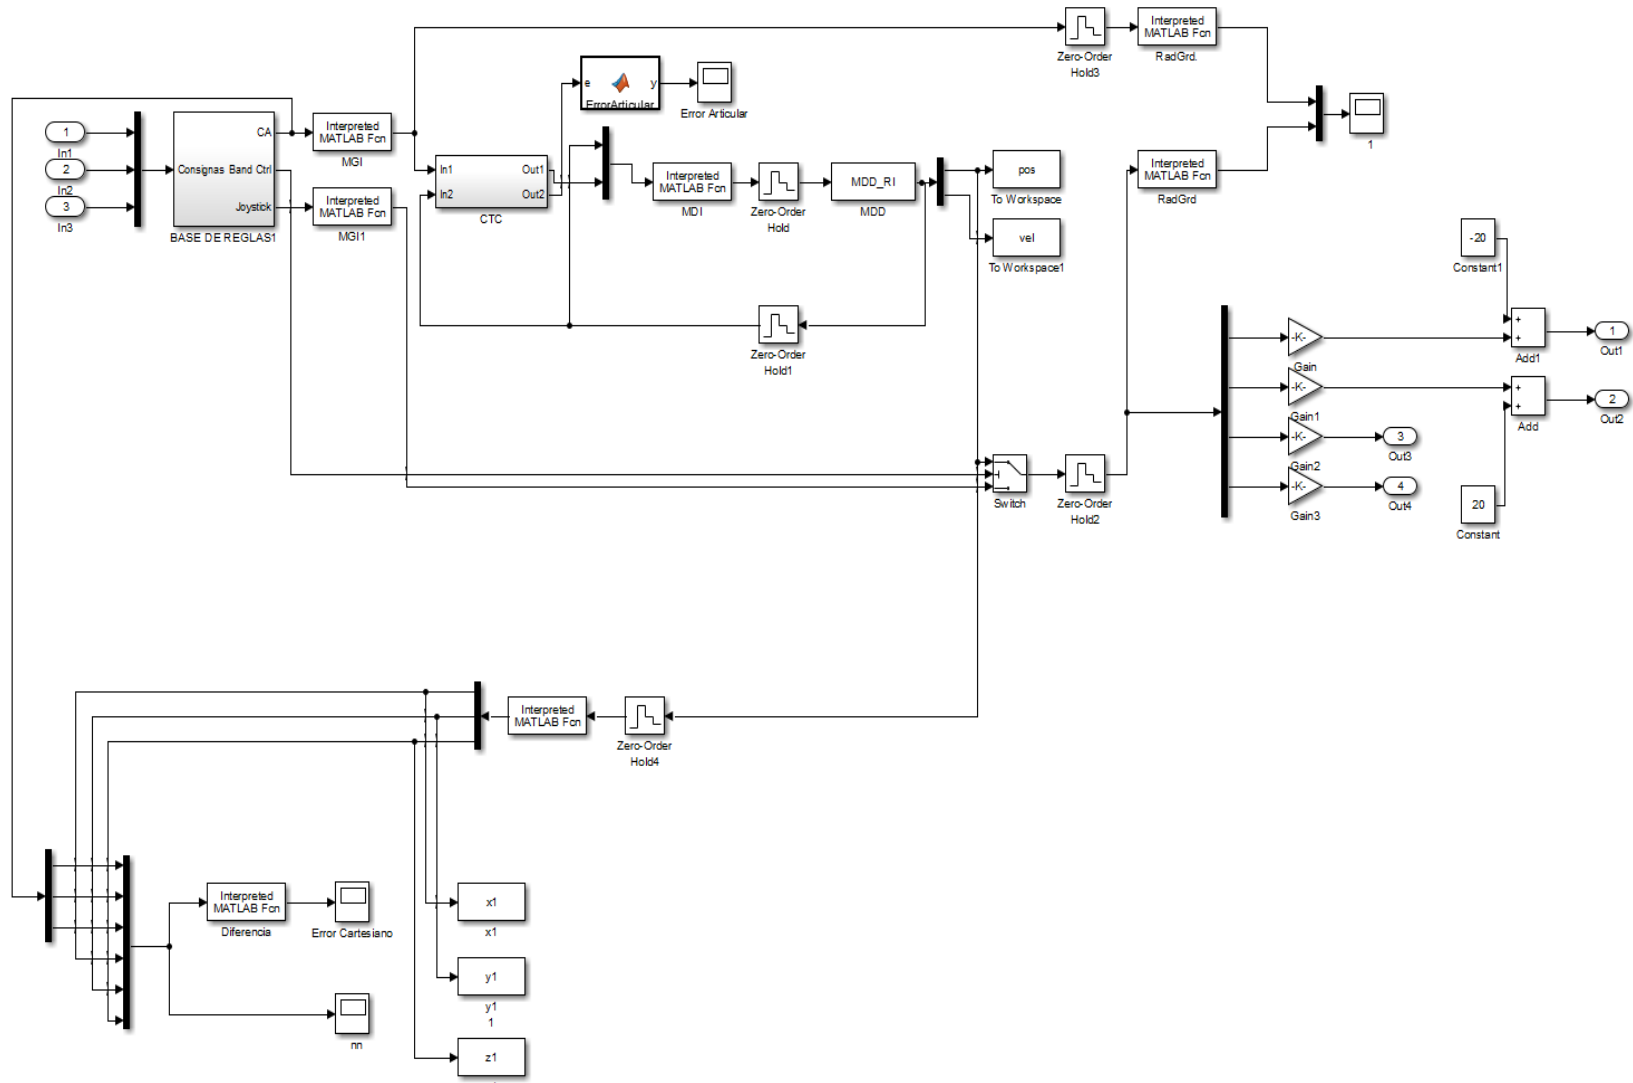 Interpreted
MATLAB Fcn
RadGrd.
Zero-Order
Hold3
e
y
ErrorArticular
Error Articular
1
1
In1
2
In2
3
In3
CA
Consignas Band Ctrl
Joystick
BASE DE REGLAS1
Interpreted
MATLAB Fcn
MGI
Interpreted
MATLAB Fcn
MGI1
In1
In2
Out1
Out2
CTC
Interpreted
MATLAB Fcn
MDI
Zero-Order
Hold
MDD_RI
MDD
pos
To Workspace
vel
To Workspace1
Interpreted
MATLAB Fcn
RadGrd
-20
Constant1
Zero-Order
Hold1
-K-
Gain
-K-
Gain1
-K-
Gain2
-K-
Gain3
+
+
Add1
1
Out1
+
+
Add
2
Out2
3
Out3
4
Out4
20
Constant
Switch
Zero-Order
Hold2
Interpreted
MATLAB Fcn
Zero-Order
Hold4
Interpreted
MATLAB Fcn
Diferencia
Error Cartesiano
nn
x1
x1
y1
y1
1
z1